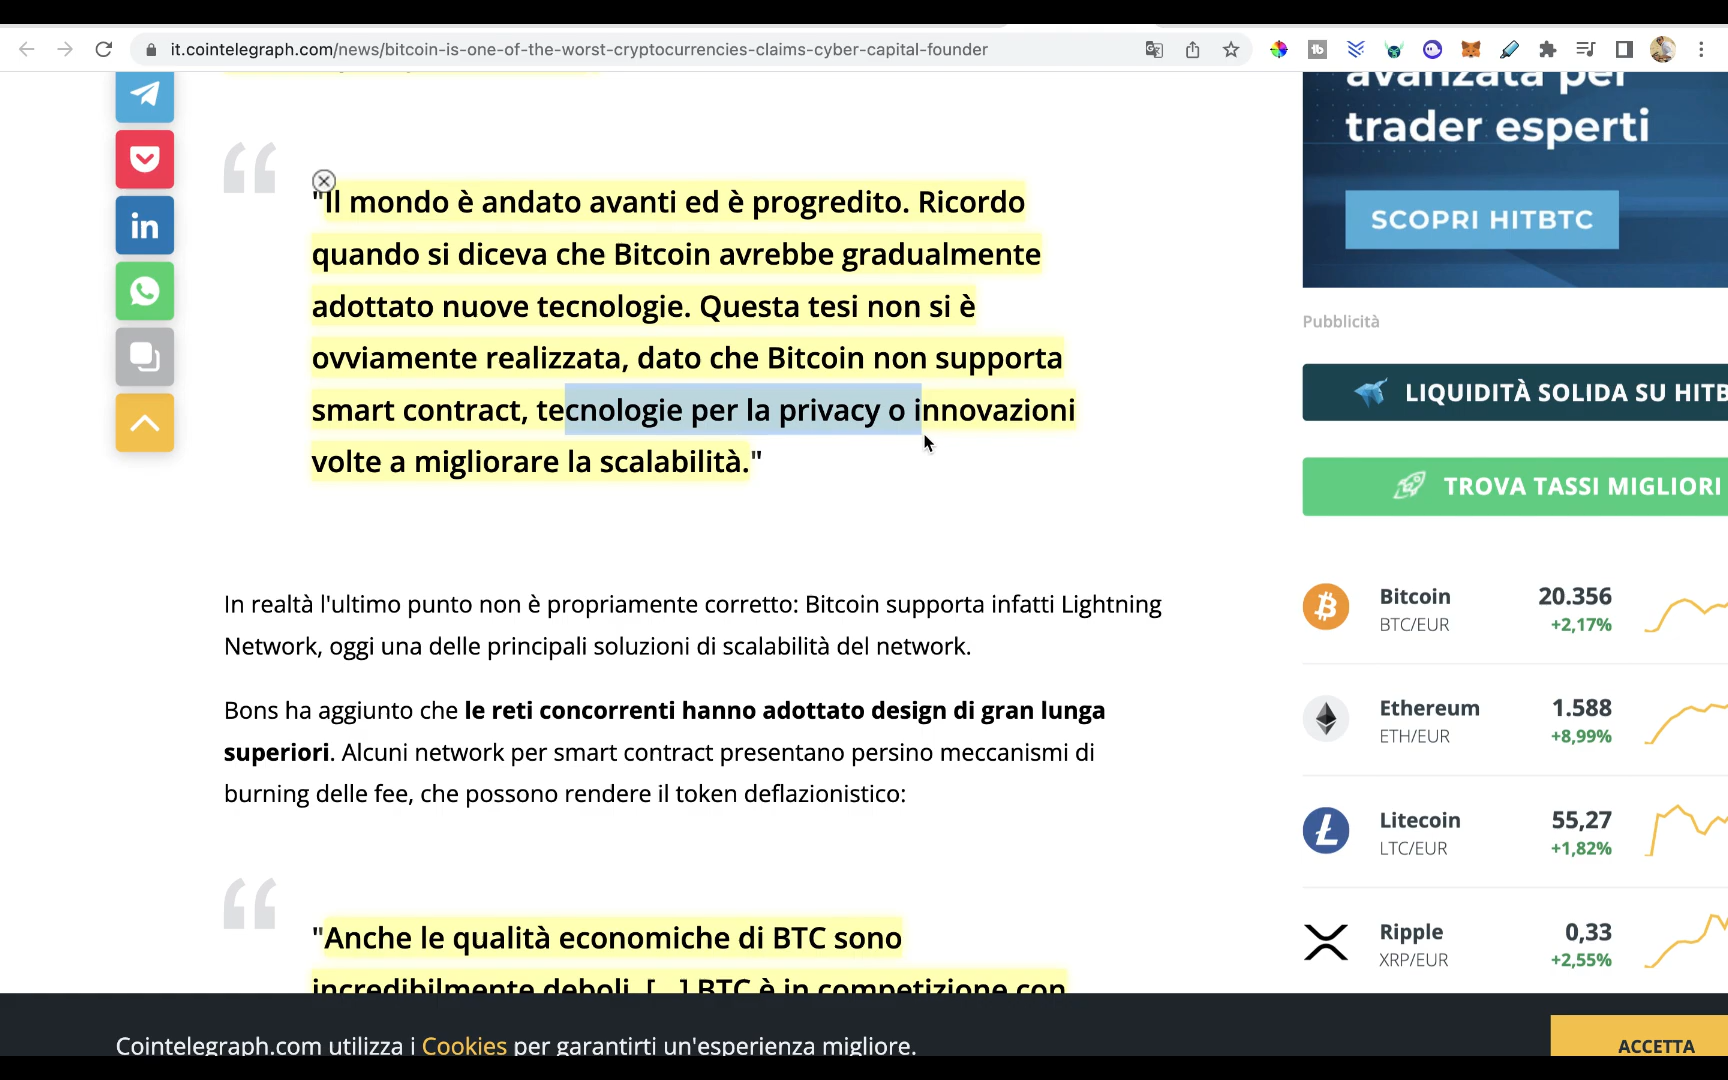 it.cointelegraph.com/news/bitcoin-is-one-of-the-worst-cryptocurrencies-claims-cyber-capital-founder
avanzata per
trader esperti
SCOPRI HITBTC
Pubblicità
LIQUIDITÀ SOLIDA SU HITB
TROVA TASSI MIGLIORI
"Il mondo è andato avanti ed è progredito. Ricordo
quando si diceva che Bitcoin avrebbe gradualmente
adottato nuove tecnologie. Questa tesi non si è
ovviamente realizzata, dato che Bitcoin non supporta
smart contract, tecnologie per la privacy o innovazioni
volte a migliorare la scalabilità."
In realtà l'ultimo punto non è propriamente corretto: Bitcoin supporta infatti Lightning
Network, oggi una delle principali soluzioni di scalabilità del network.
Bons ha aggiunto che le reti concorrenti hanno adottato design di gran lunga
superiori. Alcuni network per smart contract presentano persino meccanismi di
burning delle fee, che possono rendere il token deflazionistico:
"Anche le qualità economiche di BTC sono
incredibilmente deboli. [...] BTC è in competizione con
Bitcoin 20.356
BTC/EUR +2,17%
Ethereum 1.588
ETH/EUR +8,99%
Litecoin 55,27
LTC/EUR +1,82%
Ripple 0,33
XRP/EUR +2,55%
Cointelegraph.com utilizza i Cookies per garantirti un'esperienza migliore.
ACCETTA